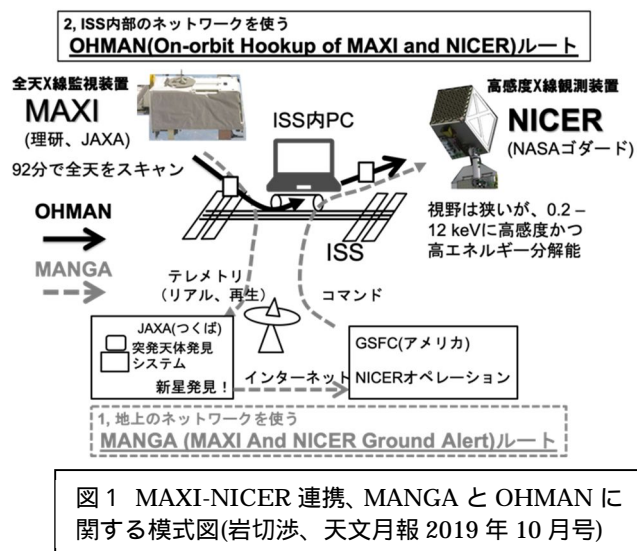 2, ISS内部のネットワークを使う
OHMAN(On-orbit Hookup of MAXI and NICER)ルート
全天X線監視装置
MAXI
(理研、JAXA)
92分で全天をスキャン
ISS内PC
高感度X線観測装置
NICER
(NASAゴダード)
視野は狭いが、0.2 –
12 keVに高感度かつ
高エネルギー分解能
OHMAN
MANGA
ISS
テレメトリ
(リアル、再生)
コマンド
JAXA(つくば)
突発天体発見
システム
新星発見！
インターネット
GSFC(アメリカ)
NICERオペレーション
1, 地上のネットワークを使う
MANGA (MAXI And NICER Ground Alert)ルート
図1 MAXI-NICER 連携、MANGA と OHMAN に
関する模式図(岩切渉、天文月報 2019 年 10 月号)